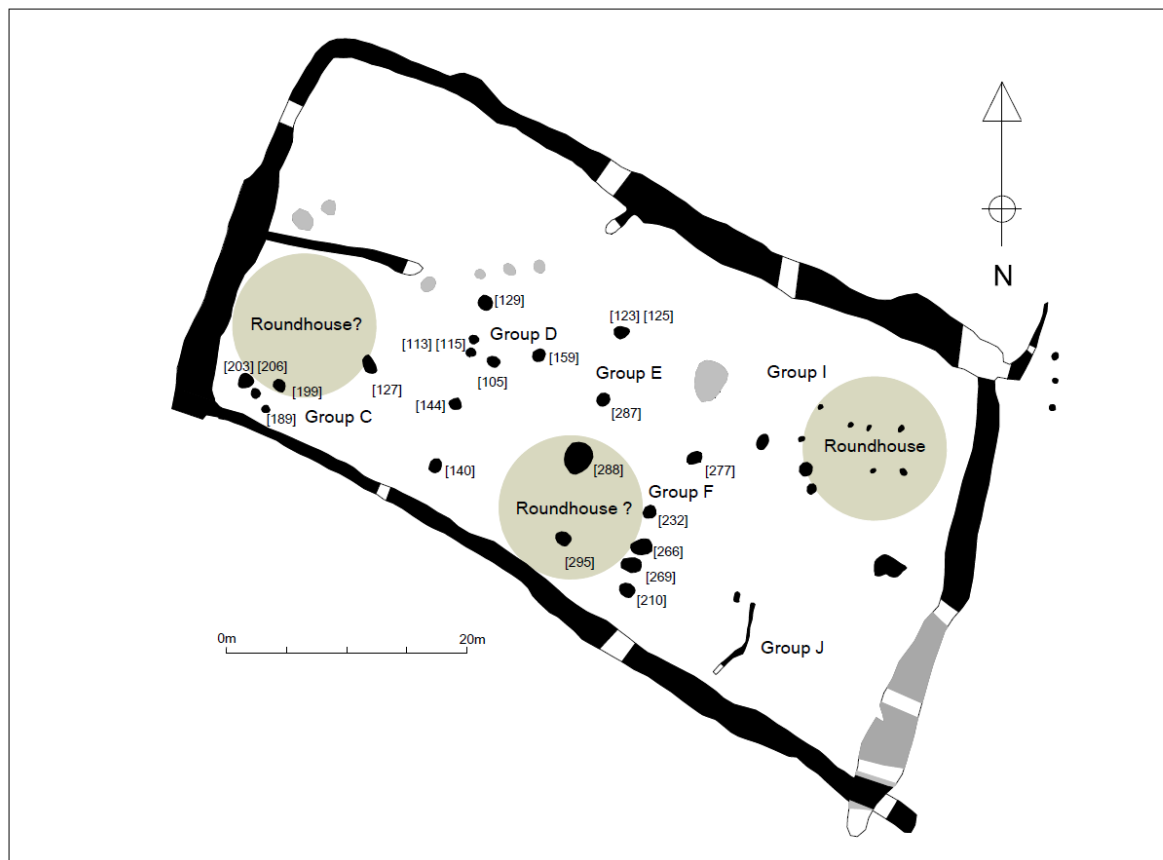 N
[129]
[123] [125]
Roundhouse?
Group D
[113] [115]
[159]
[105]
Group E
Group I
[203] [206]
[199]
[127]
[144]
[287]
[189]
Group C
Roundhouse
[140]
[288]
[277]
Group F
Roundhouse ?
[232]
[295]
[266]
[269]
[210]
0m
20m
Group J